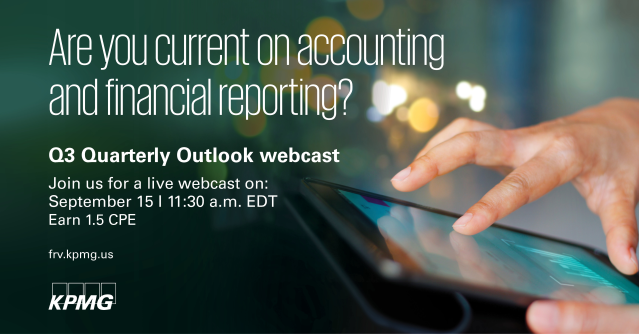 Are you current on accounting
and financial reporting?
Q3 Quarterly Outlook webcast
Join us for a live webcast on:
September 15 | 11:30 a.m. EDT
Earn 1.5 CPE
frv.kpmg.us
KPMG